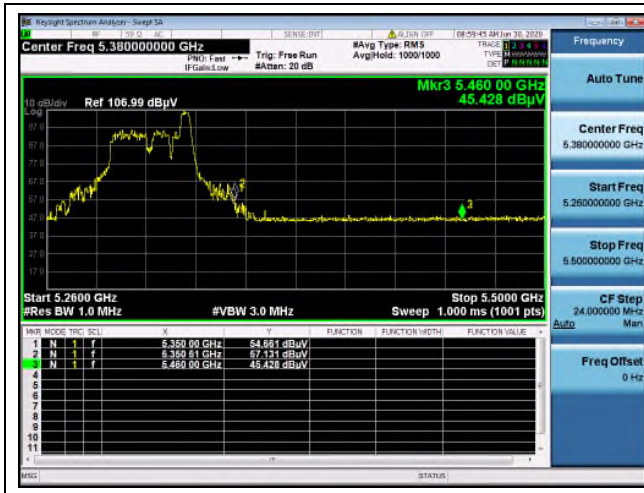 Keysight Spectrum Analyzer - Swept SA
RF 50 Ω AC SENSE:INT ALIGN OFF 08:59:45 AM Jun 30, 2020
Center Freq 5.380000000 GHz
PNO: Fast
IFGain:Low
Trig: Free Run
#Atten: 20 dB
#Avg Type: RMS
Avg|Hold: 1000/1000
TRACE 1 2 3 4 5 6
TYPE
DET P N N N N N
Mkr3 5.460 00 GHz
45.428 dBµV
10 dB/div Ref 106.99 dBµV
Log
97.0
87.0
77.0
67.0
57.0
47.0
37.0
27.0
17.0
2
3
Start 5.2600 GHz Stop 5.5000 GHz
#Res BW 1.0 MHz #VBW 3.0 MHz Sweep 1.000 ms (1001 pts)
MKR MODE TRC SCL X Y FUNCTION FUNCTION WIDTH FUNCTION VALUE
1 N 1 f 5.350 00 GHz 54.661 dBµV
2 N 1 f 5.350 51 GHz 57.131 dBµV
3 N 1 f 5.460 00 GHz 45.428 dBµV
4
5
6
7
8
9
10
11
MSG STATUS
Frequency
Auto Tune
Center Freq
5.380000000 GHz
Start Freq
5.260000000 GHz
Stop Freq
5.500000000 GHz
CF Step
24.000000 MHz
Auto Man
Freq Offset
0 Hz